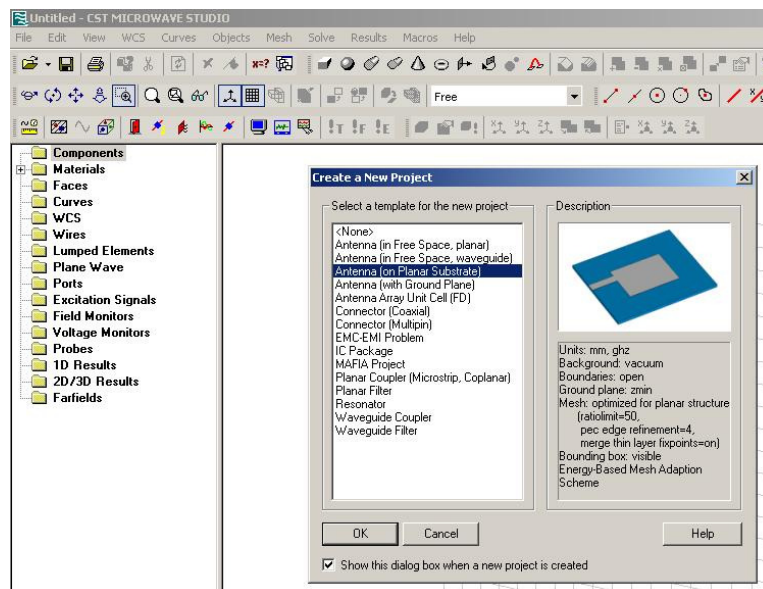 Untitled - CST MICROWAVE STUDIO
File Edit View WCS Curves Objects Mesh Solve Results Macros Help
Free
Components
Materials
Faces
Curves
WCS
Wires
Lumped Elements
Plane Wave
Ports
Excitation Signals
Field Monitors
Voltage Monitors
Probes
1D Results
2D/3D Results
Farfields
Create a New Project
Select a template for the new project
<None>
Antenna (in Free Space, planar)
Antenna (in Free Space, waveguide)
Antenna (on Planar Substrate)
Antenna (with Ground Plane)
Antenna Array Unit Cell (FD)
Connector (Coaxial)
Connector (Multipin)
EMC-EMI Problem
IC Package
MAFIA Project
Planar Coupler (Microstrip, Coplanar)
Planar Filter
Resonator
Waveguide Coupler
Waveguide Filter
Description
Units: mm, ghz
Background: vacuum
Boundaries: open
Ground plane: zmin
Mesh: optimized for planar structure
(ratiolimit=50,
pec edge refinement=4,
merge thin layer fixpoints=on)
Bounding box: visible
Energy-Based Mesh Adaption
Scheme
OK Cancel Help
Show this dialog box when a new project is created